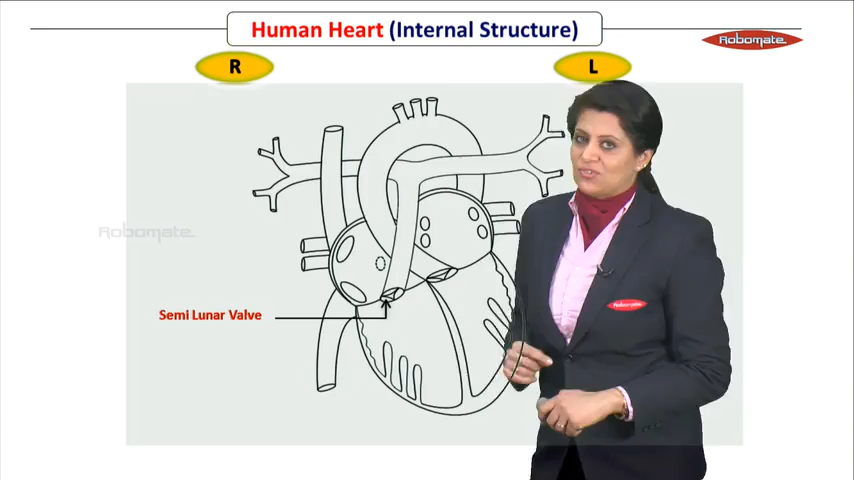 Human Heart (Internal Structure)
Robomate
R
L
Robomate
Semi Lunar Valve
Robomate